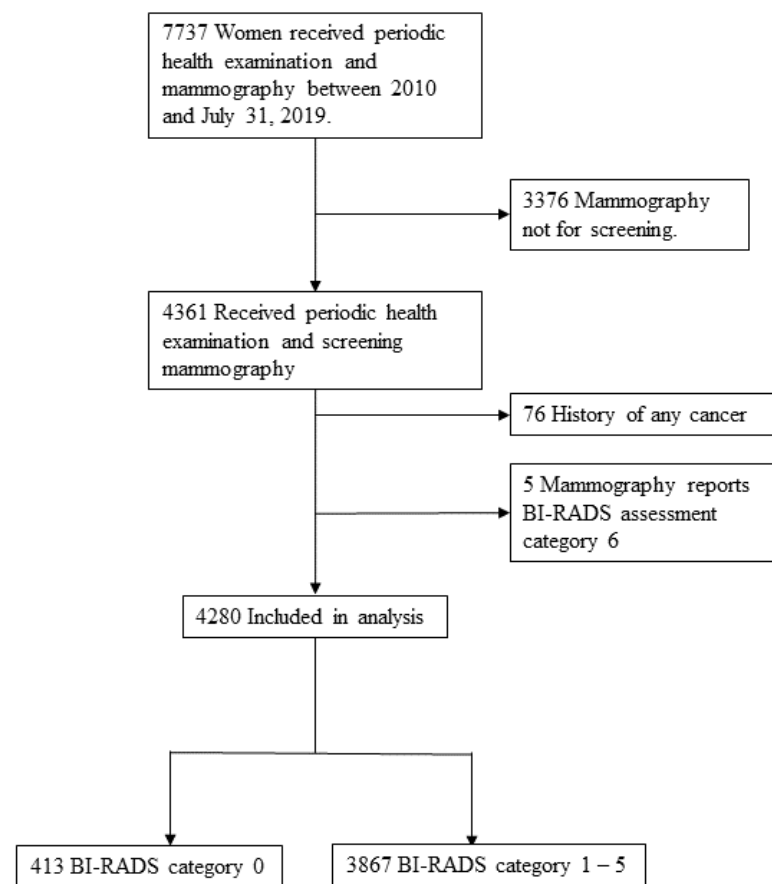 7737 Women received periodic
health examination and
mammography between 2010
and July 31, 2019.
3376 Mammography
not for screening.
4361 Received periodic health
examination and screening
mammography
76 History of any cancer
5 Mammography reports
BI-RADS assessment
category 6
4280 Included in analysis
413 BI-RADS category 0
3867 BI-RADS category 1 – 5